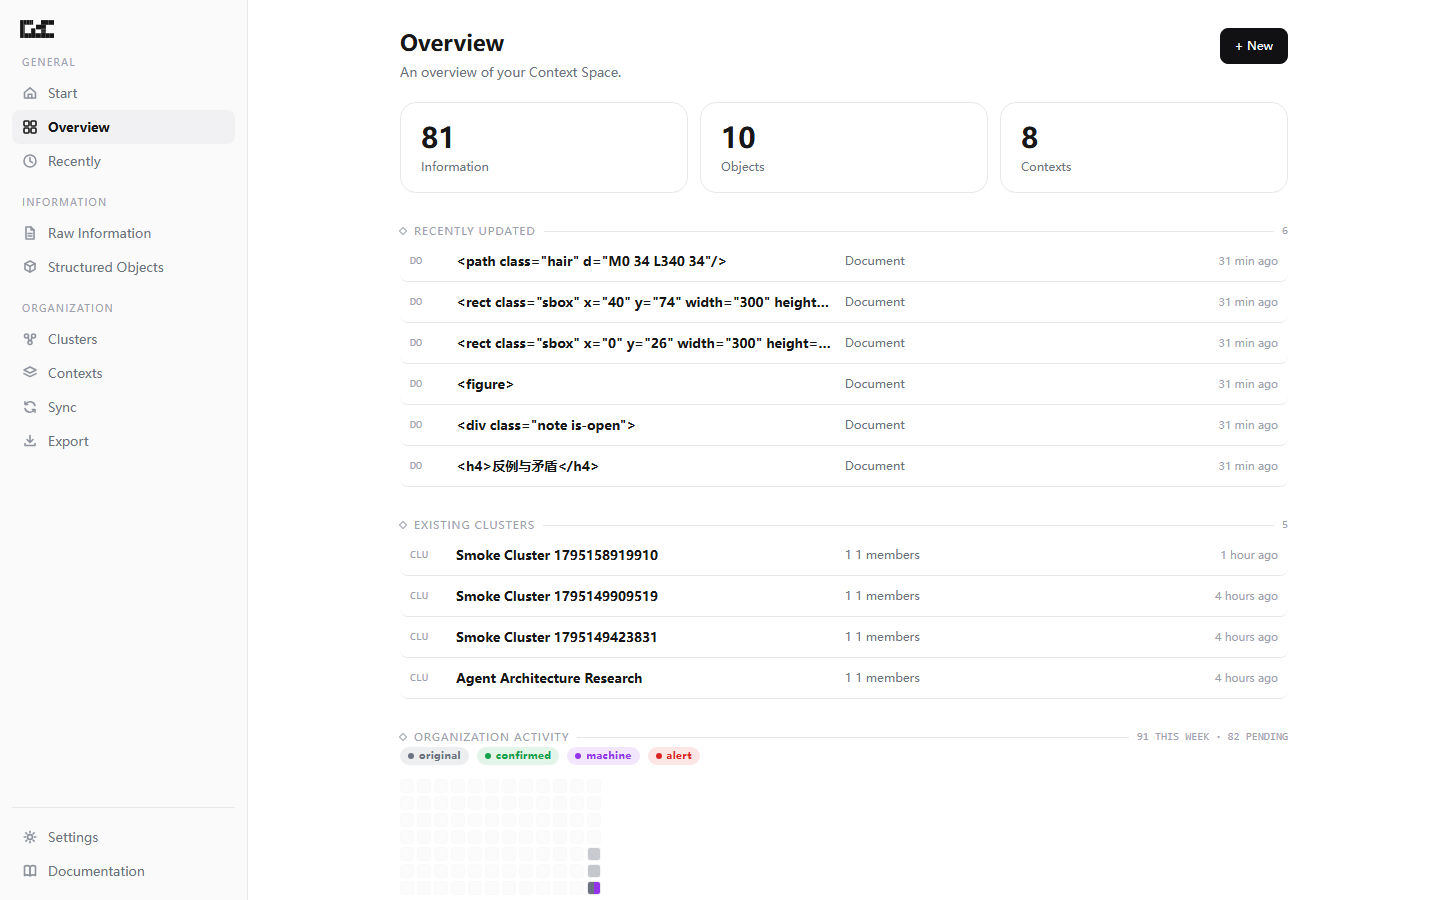 GENERAL
Start
Overview
Recently
INFORMATION
Raw Information
Structured Objects
ORGANIZATION
Clusters
Contexts
Sync
Export
Settings
Documentation
Overview
An overview of your Context Space.
+ New
81
Information
10
Objects
8
Contexts
RECENTLY UPDATED 6
DO <path class="hair" d="M0 34 L340 34"/> Document 31 min ago
DO <rect class="sbox" x="40" y="74" width="300" height... Document 31 min ago
DO <rect class="sbox" x="0" y="26" width="300" height=... Document 31 min ago
DO <figure> Document 31 min ago
DO <div class="note is-open"> Document 31 min ago
DO <h4>反例与矛盾</h4> Document 31 min ago
EXISTING CLUSTERS 5
CLU Smoke Cluster 1795158919910 1 1 members 1 hour ago
CLU Smoke Cluster 1795149909519 1 1 members 4 hours ago
CLU Smoke Cluster 1795149423831 1 1 members 4 hours ago
CLU Agent Architecture Research 1 1 members 4 hours ago
ORGANIZATION ACTIVITY 91 THIS WEEK · 82 PENDING
original confirmed machine alert